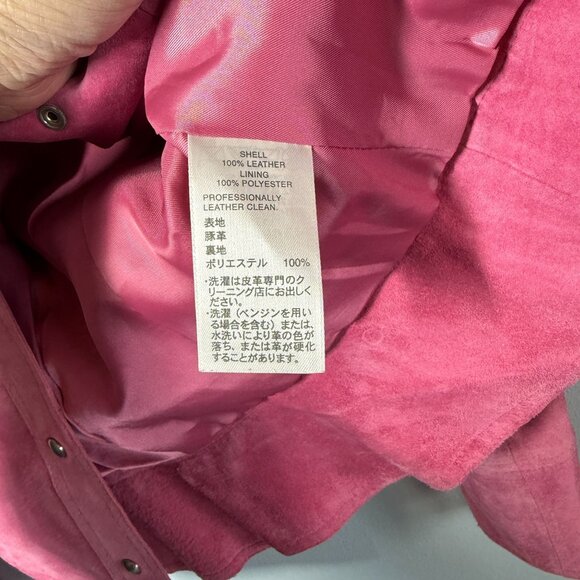 SHELL
100% LEATHER
LINING
100% POLYESTER
PROFESSIONALLY
LEATHER CLEAN.
表地
豚革
裏地
ポリエステル 100%
・洗濯は皮革専門のク
リーニング店にお出しく
ださい。
・洗濯（ベンジンを用い
る場合を含む）または、
水洗いにより革の色が
落ち、または革が硬化
することがあります。